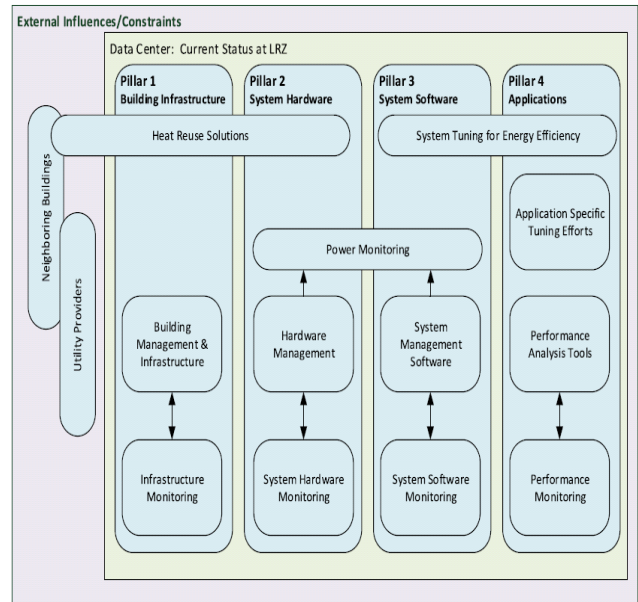 External Influences/Constraints
Data Center: Current Status at LRZ
Pillar 1
Building Infrastructure
Pillar 2
System Hardware
Pillar 3
System Software
Pillar 4
Applications
Heat Reuse Solutions
System Tuning for Energy Efficiency
Neighboring Buildings
Utility Providers
Application Specific
Tuning Efforts
Power Monitoring
Building
Management &
Infrastructure
Hardware
Management
System
Management
Software
Performance
Analysis Tools
Infrastructure
Monitoring
System Hardware
Monitoring
System Software
Monitoring
Performance
Monitoring